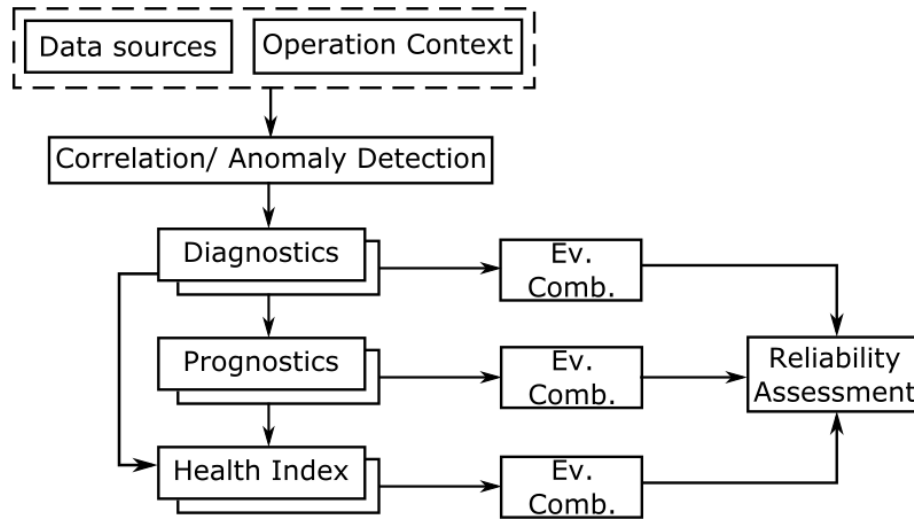 Data sources
Operation Context
Correlation/ Anomaly Detection
Diagnostics
Ev.
Comb.
Prognostics
Ev.
Comb.
Reliability
Assessment
Health Index
Ev.
Comb.